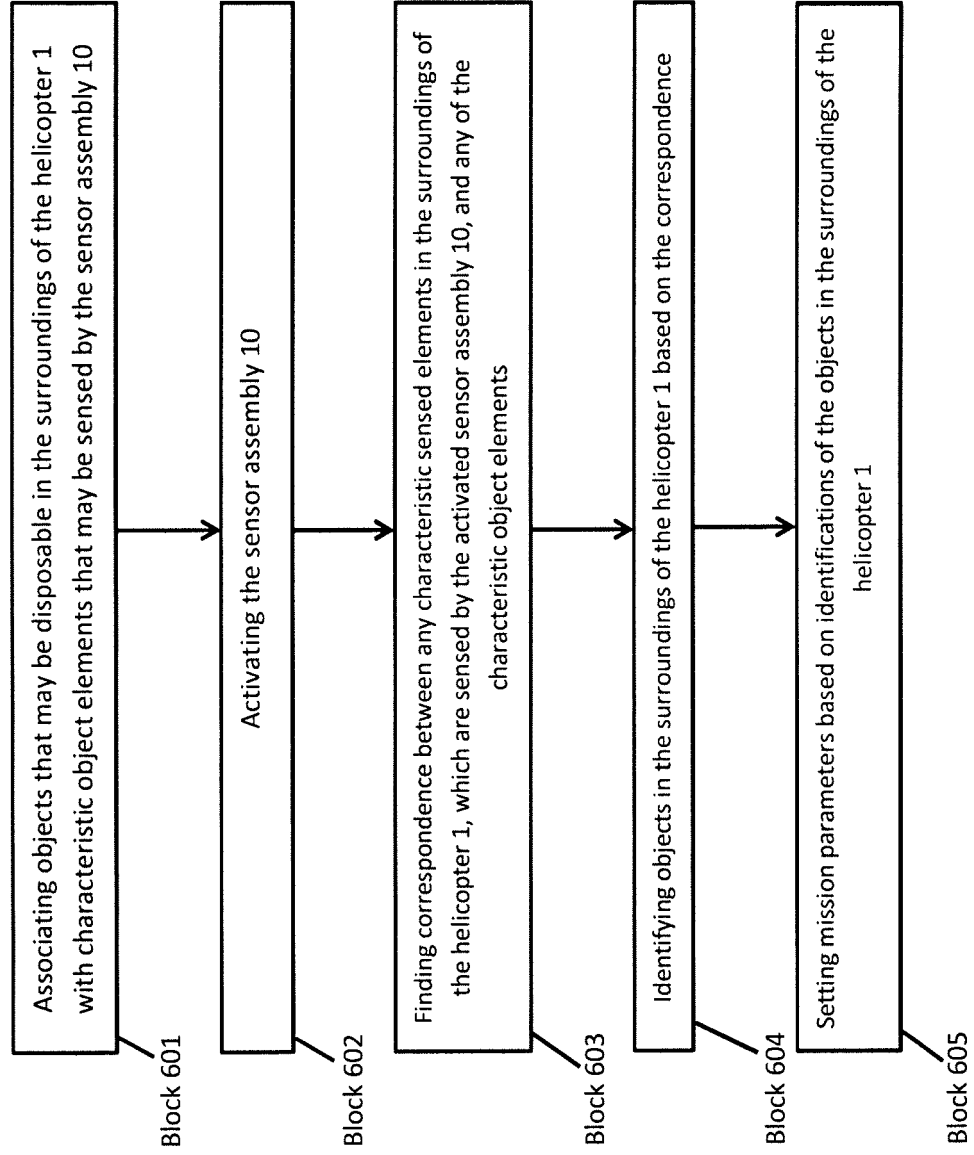 Associating objects that may be disposable in the surroundings of the helicopter 1
with characteristic object elements that may be sensed by the sensor assembly 10
Block 601
Activating the sensor assembly 10
Block 602
Finding correspondence between any characteristic sensed elements in the surroundings of
the helicopter 1, which are sensed by the activated sensor assembly 10, and any of the
characteristic object elements
Block 603
Identifying objects in the surroundings of the helicopter 1 based on the correspondence
Block 604
Setting mission parameters based on identifications of the objects in the surroundings of the
helicopter 1
Block 605